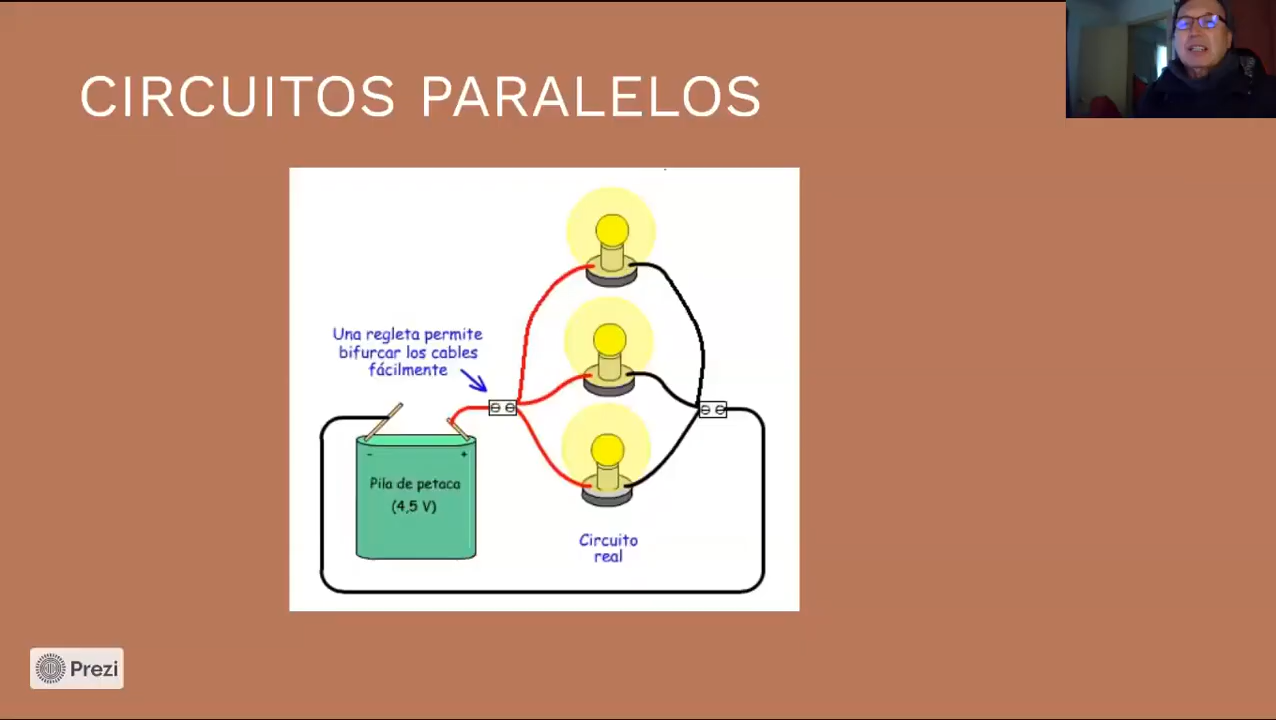 CIRCUITOS PARALELOS
Una regleta permite
bifurcar los cables
fácilmente
- +
Pila de petaca
(4,5 V)
Circuito
real
Prezi